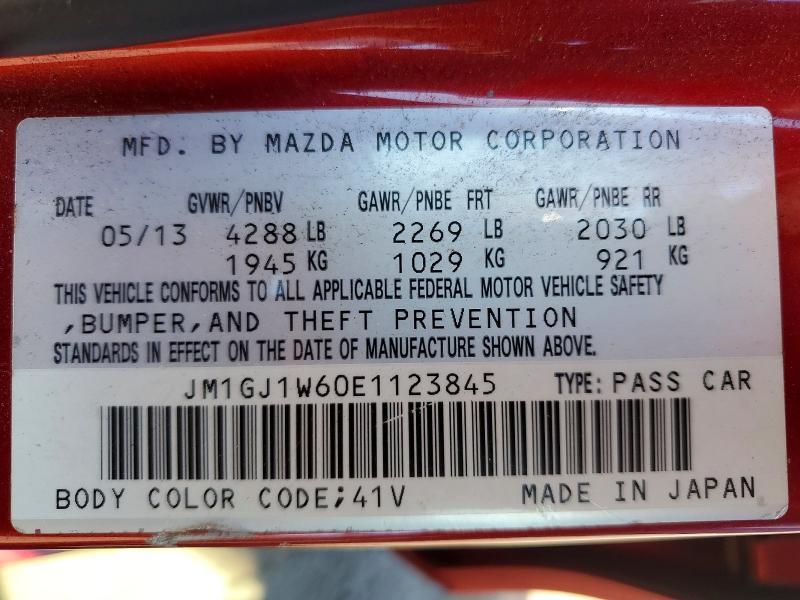 MFD. BY MAZDA MOTOR CORPORATION
DATE GVWR/PNBV GAWR/PNBE FRT GAWR/PNBE RR
05/13 4288 LB 2269 LB 2030 LB
1945 KG 1029 KG 921 KG
THIS VEHICLE CONFORMS TO ALL APPLICABLE FEDERAL MOTOR VEHICLE SAFETY
,BUMPER,AND THEFT PREVENTION
STANDARDS IN EFFECT ON THE DATE OF MANUFACTURE SHOWN ABOVE.
JM1GJ1W60E1123845 TYPE: PASS CAR
BODY COLOR CODE;41V MADE IN JAPAN